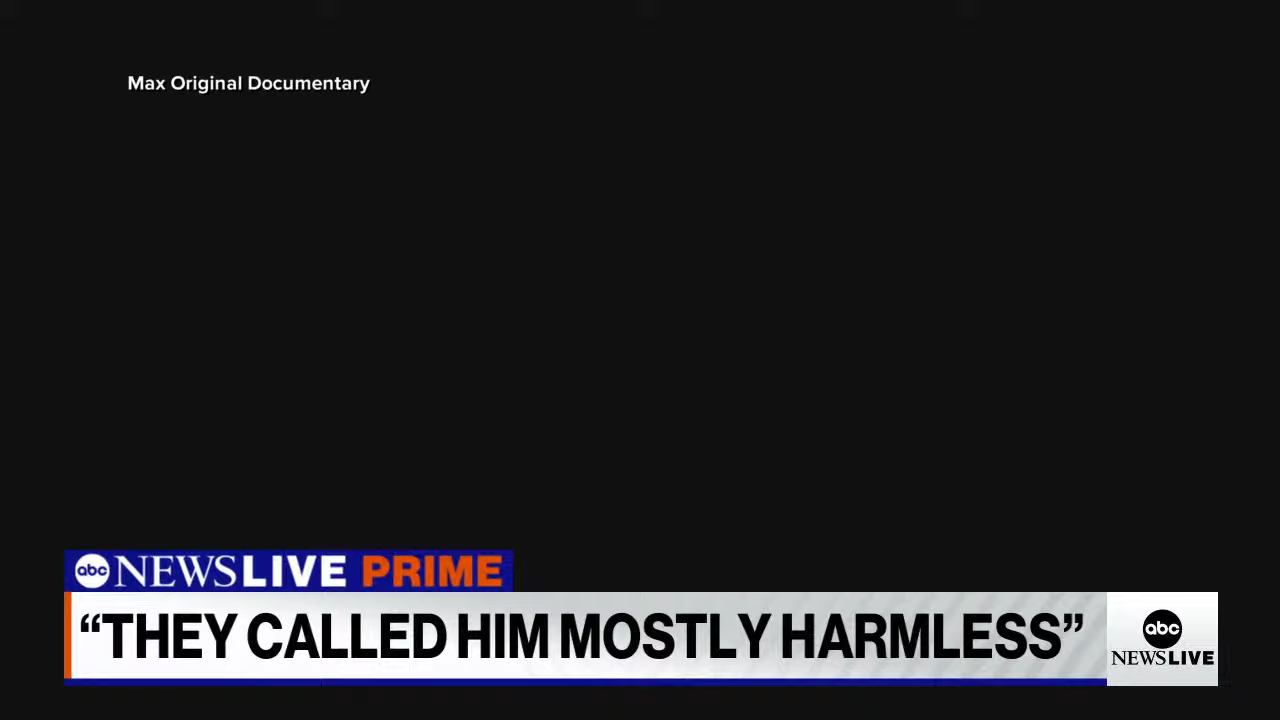 Max Original Documentary
abc NEWS LIVE PRIME
“THEY CALLED HIM MOSTLY HARMLESS”
abc
NEWS LIVE